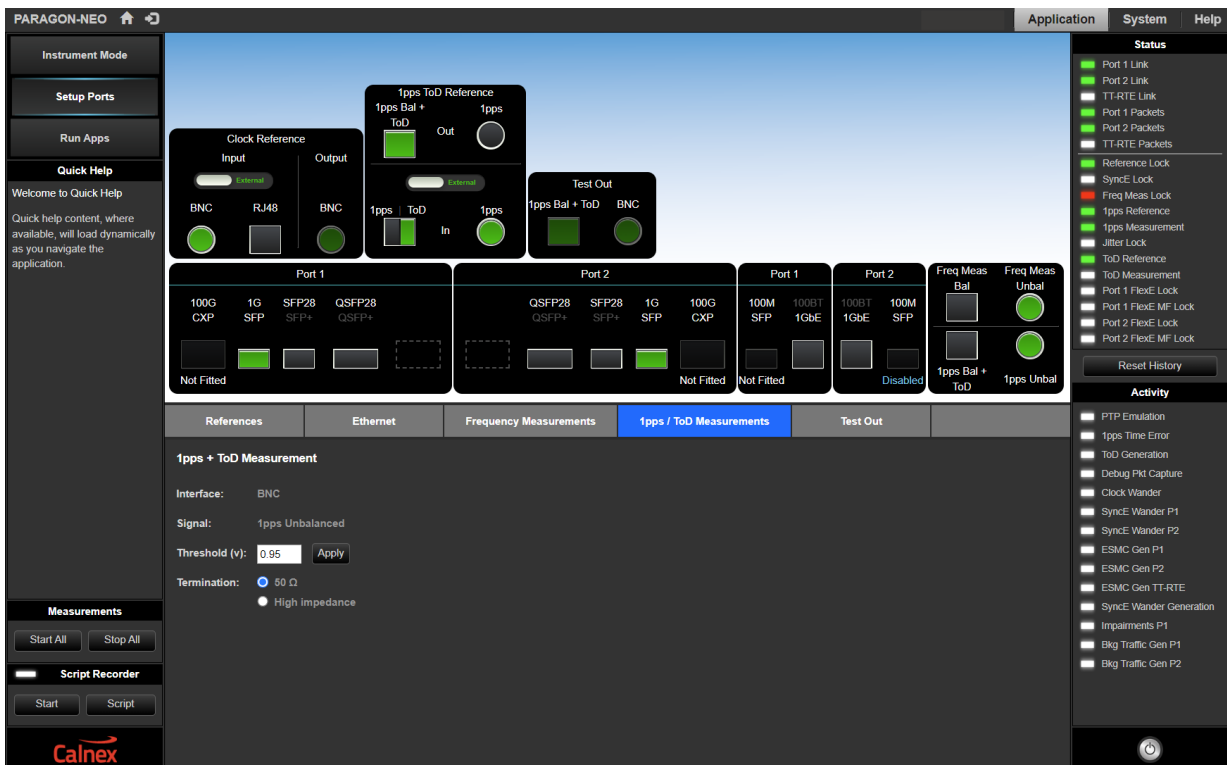 PARAGON-NEO
Application System Help
Instrument Mode
Setup Ports
Run Apps
Quick Help
Welcome to Quick Help
Quick help content, where
available, will load dynamically
as you navigate the
application.
Measurements
Start All Stop All
Script Recorder
Start Script
Calnex
Clock Reference
Input Output
External
BNC RJ48 BNC
1pps ToD Reference
1pps Bal + 1pps
ToD
Out
External
1pps ToD 1pps
In
Test Out
1pps Bal + ToD BNC
Port 1
100G 1G SFP28 QSFP28
CXP SFP SFP+ QSFP+
Not Fitted
Port 2
QSFP28 SFP28 1G 100G
QSFP+ SFP+ SFP CXP
Not Fitted
Port 1
100M 100BT
SFP 1GbE
Not Fitted
Port 2
100BT 100M
1GbE SFP
Disabled
Freq Meas Freq Meas
Bal Unbal
1pps Bal + 1pps Unbal
ToD
References Ethernet Frequency Measurements 1pps / ToD Measurements Test Out
1pps + ToD Measurement
Interface: BNC
Signal: 1pps Unbalanced
Threshold (v): 0.95 Apply
Termination: 50 Ω
High impedance
Status
Port 1 Link
Port 2 Link
TT-RTE Link
Port 1 Packets
Port 2 Packets
TT-RTE Packets
Reference Lock
SyncE Lock
Freq Meas Lock
1pps Reference
1pps Measurement
Jitter Lock
ToD Reference
ToD Measurement
Port 1 FlexE Lock
Port 1 FlexE MF Lock
Port 2 FlexE Lock
Port 2 FlexE MF Lock
Reset History
Activity
PTP Emulation
1pps Time Error
ToD Generation
Debug Pkt Capture
Clock Wander
SyncE Wander P1
SyncE Wander P2
ESMC Gen P1
ESMC Gen P2
ESMC Gen TT-RTE
SyncE Wander Generation
Impairments P1
Bkg Traffic Gen P1
Bkg Traffic Gen P2